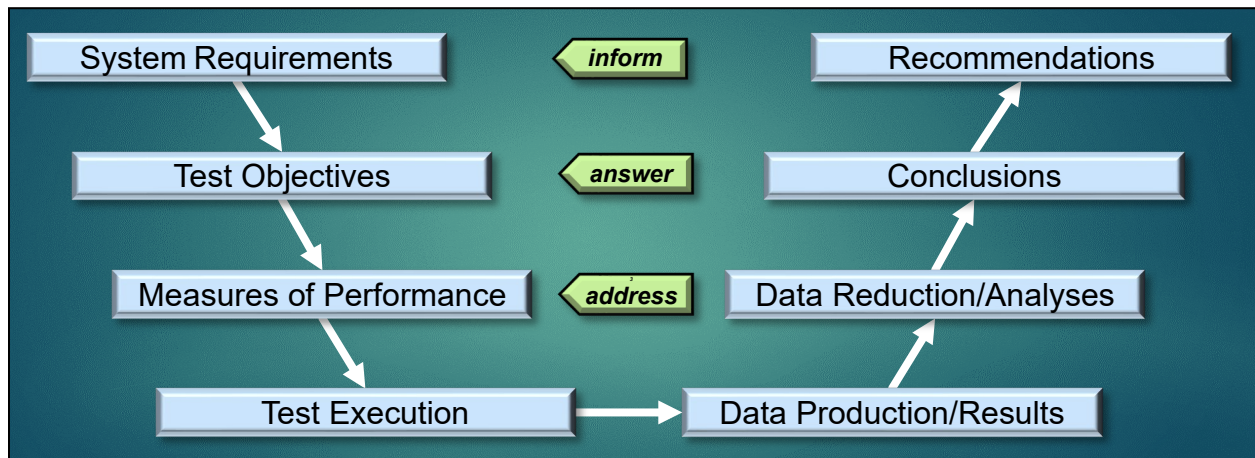 System Requirements
inform
Recommendations
Test Objectives
answer
Conclusions
Measures of Performance
address
Data Reduction/Analyses
Test Execution
Data Production/Results